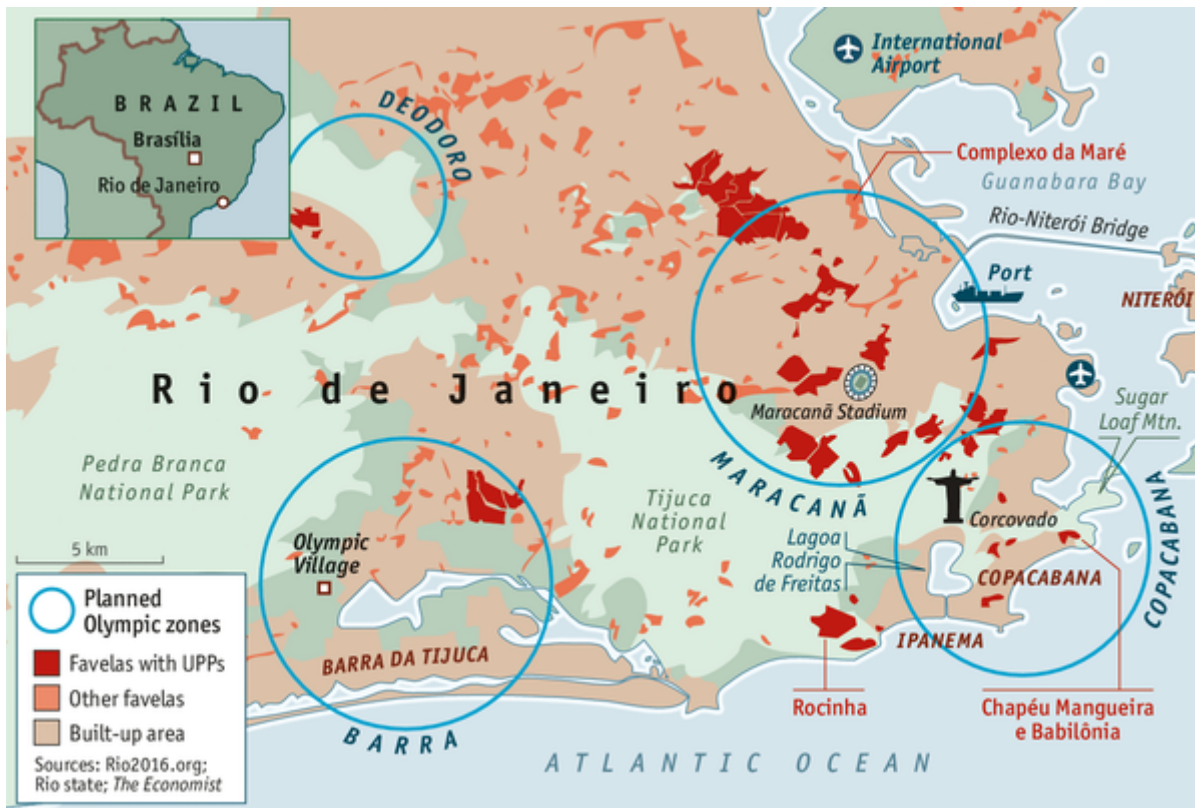 BRAZIL
Brasília
Rio de Janeiro
DEODORO
International
Airport
Complexo da Maré
Guanabara Bay
Rio-Niterói Bridge
Port
NITERÓI
Rio de Janeiro
Maracanã Stadium
Sugar
Loaf Mtn.
MARACANÃ
COPACABANA
Pedra Branca
National Park
Tijuca
National
Park
Corcovado
Lagoa
Rodrigo
de Freitas
COPACABANA
Olympic
Village
IPANEMA
BARRA DA TIJUCA
BARRA
Rocinha
Chapéu Mangueira
e Babilônia
ATLANTIC OCEAN
5 km
Planned
Olympic zones
Favelas with UPPs
Other favelas
Built-up area
Sources: Rio2016.org;
Rio state; The Economist